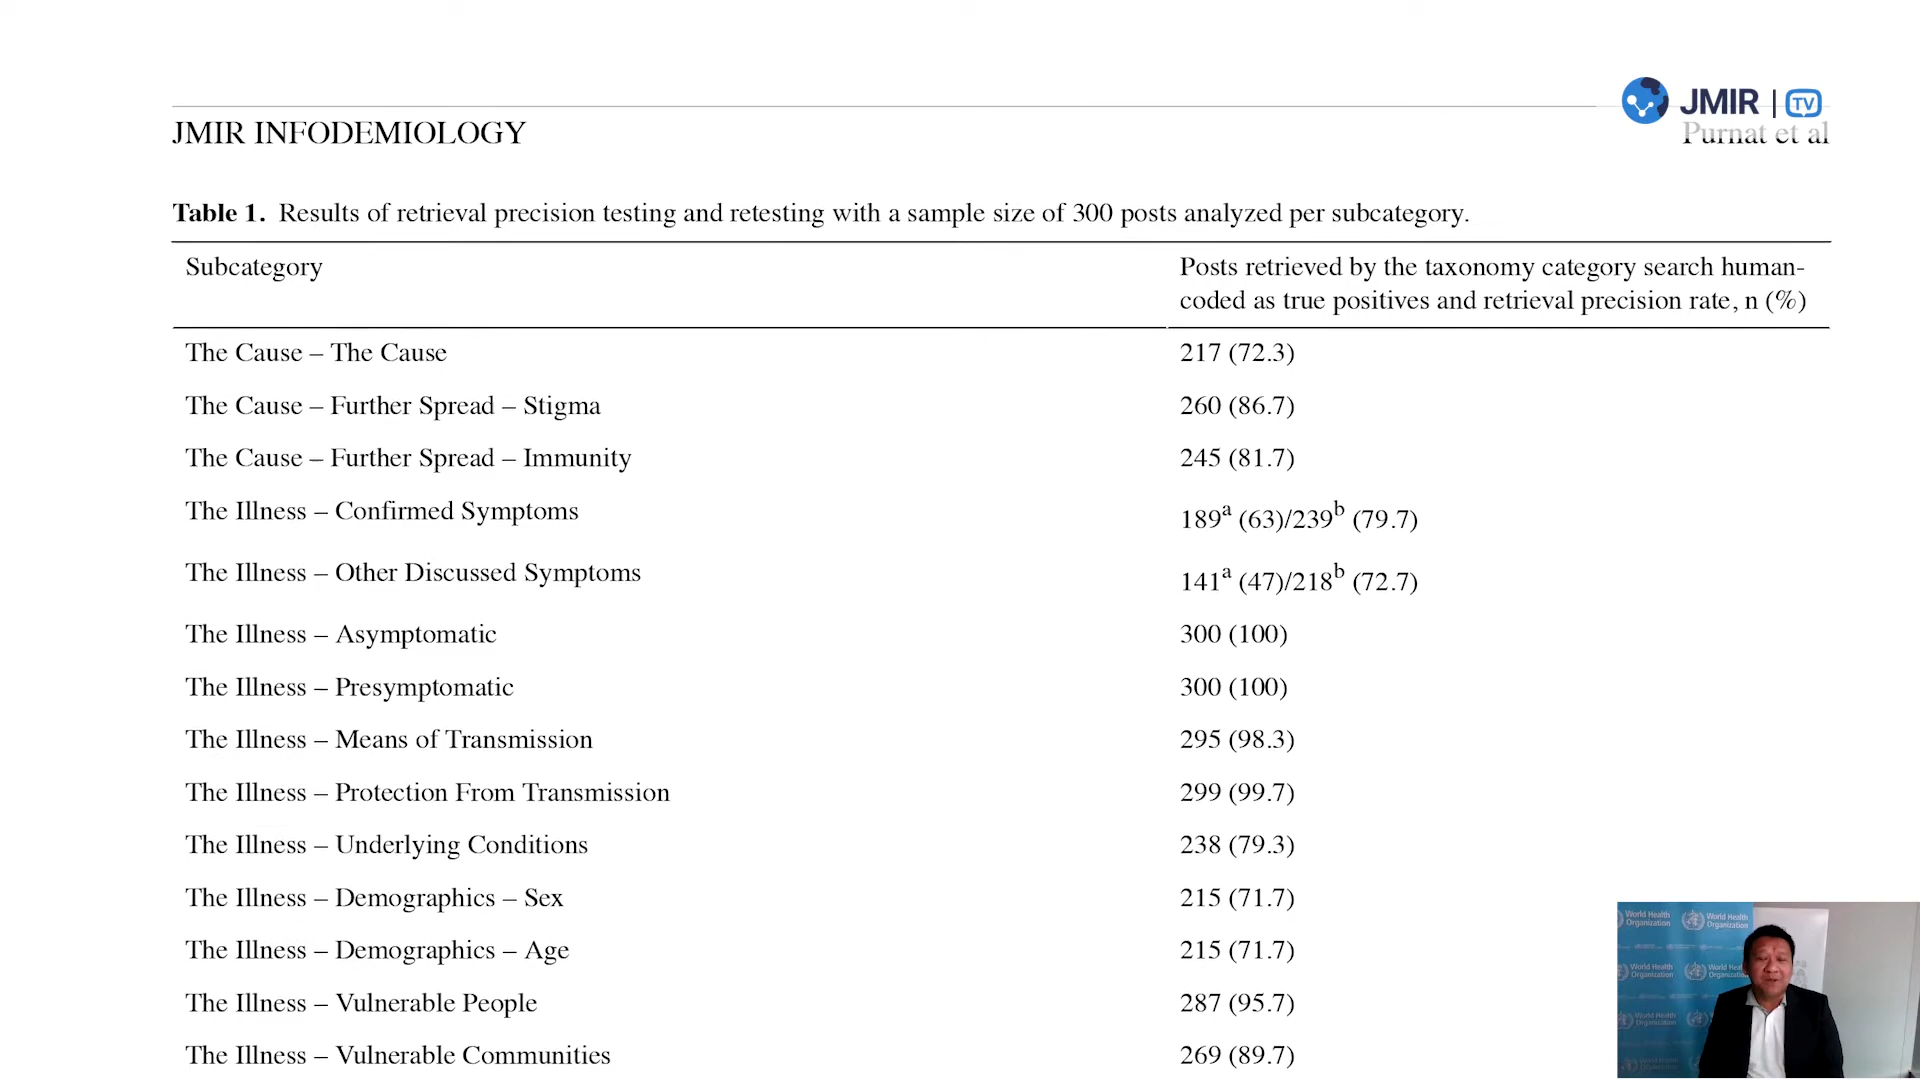 JMIR | TV
JMIR INFODEMIOLOGY
Purnat et al
Table 1. Results of retrieval precision testing and retesting with a sample size of 300 posts analyzed per subcategory.
Subcategory
Posts retrieved by the taxonomy category search human-
coded as true positives and retrieval precision rate, n (%)
The Cause – The Cause
217 (72.3)
The Cause – Further Spread – Stigma
260 (86.7)
The Cause – Further Spread – Immunity
245 (81.7)
The Illness – Confirmed Symptoms
189a (63)/239b (79.7)
The Illness – Other Discussed Symptoms
141a (47)/218b (72.7)
The Illness – Asymptomatic
300 (100)
The Illness – Presymptomatic
300 (100)
The Illness – Means of Transmission
295 (98.3)
The Illness – Protection From Transmission
299 (99.7)
The Illness – Underlying Conditions
238 (79.3)
The Illness – Demographics – Sex
215 (71.7)
The Illness – Demographics – Age
215 (71.7)
The Illness – Vulnerable People
287 (95.7)
The Illness – Vulnerable Communities
269 (89.7)
World Health
Organization
World Health
Organization